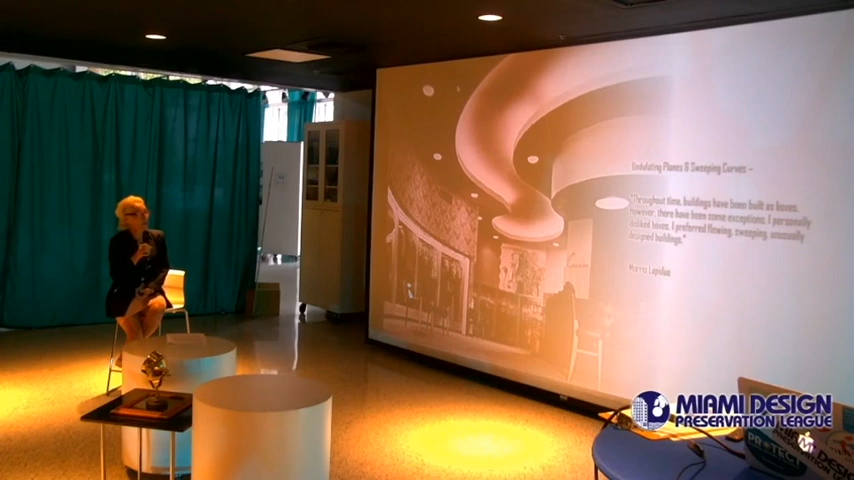 Undulating Planes & Sweeping Curves –
"Throughout time, buildings have been built as boxes.
However, there have been some exceptions. I personally
disliked boxes. I preferred flowing, sweeping, unusually
designed buildings."
Morris Lapidus
MIAMI DESIGN
PRESERVATION LEAGUE
PROTECT